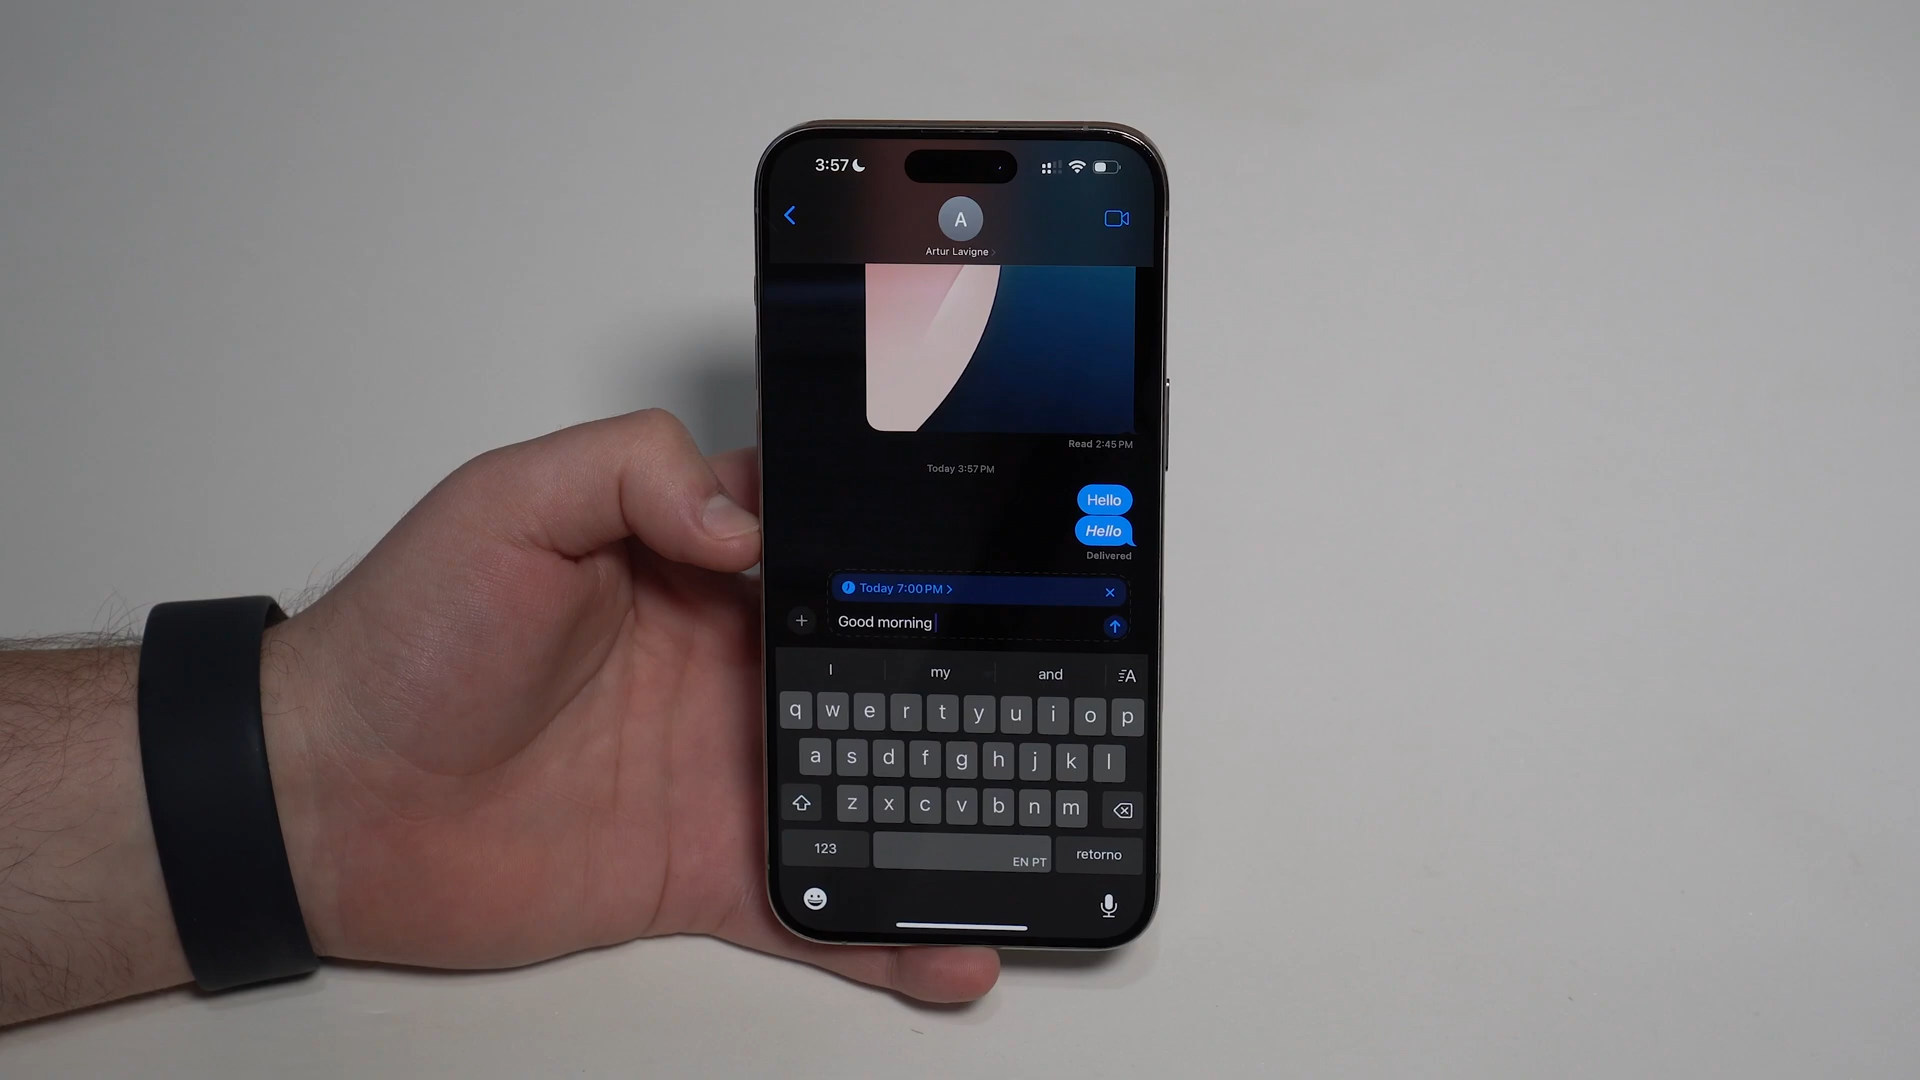 3:57
A
Artur Lavigne
Read 2:45 PM
Today 3:57 PM
Hello
Hello
Delivered
Today 7:00 PM
Good morning
I my and
q w e r t y u i o p
a s d f g h j k l
z x c v b n m
123 EN PT retorno